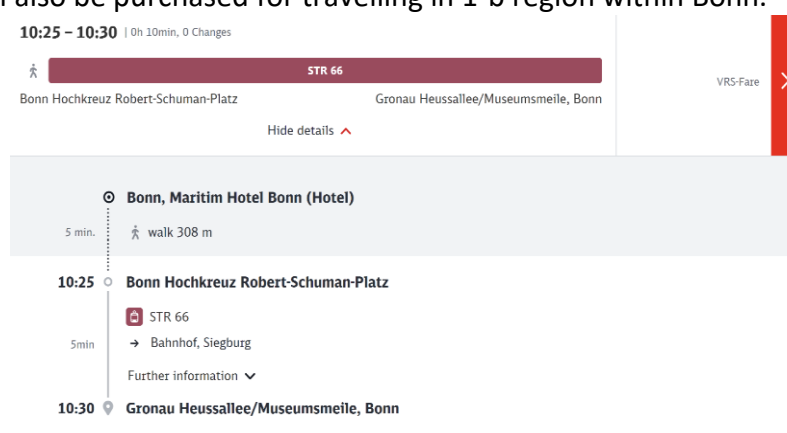 also be purchased for travelling in 1-b region within Bonn.
10:25 – 10:30 | 0h 10min, 0 Changes
STR 66
VRS-Fare
Bonn Hochkreuz Robert-Schuman-Platz Gronau Heussallee/Museumsmeile, Bonn
Hide details
Bonn, Maritim Hotel Bonn (Hotel)
5 min. walk 308 m
10:25 Bonn Hochkreuz Robert-Schuman-Platz
STR 66
5min → Bahnhof, Siegburg
Further information
10:30 Gronau Heussallee/Museumsmeile, Bonn